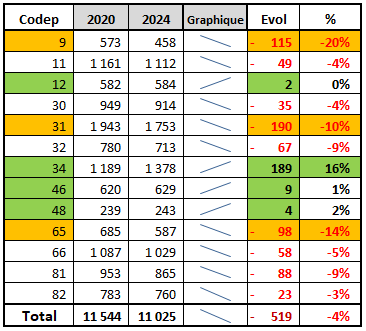 Codep 2020 2024 Graphique Evol %
9 573 458 - 115 -20%
11 1 161 1 112 - 49 -4%
12 582 584 2 0%
30 949 914 - 35 -4%
31 1 943 1 753 - 190 -10%
32 780 713 - 67 -9%
34 1 189 1 378 189 16%
46 620 629 9 1%
48 239 243 4 2%
65 685 587 - 98 -14%
66 1 087 1 029 - 58 -5%
81 953 865 - 88 -9%
82 783 760 - 23 -3%
Total 11 544 11 025 - 519 -4%